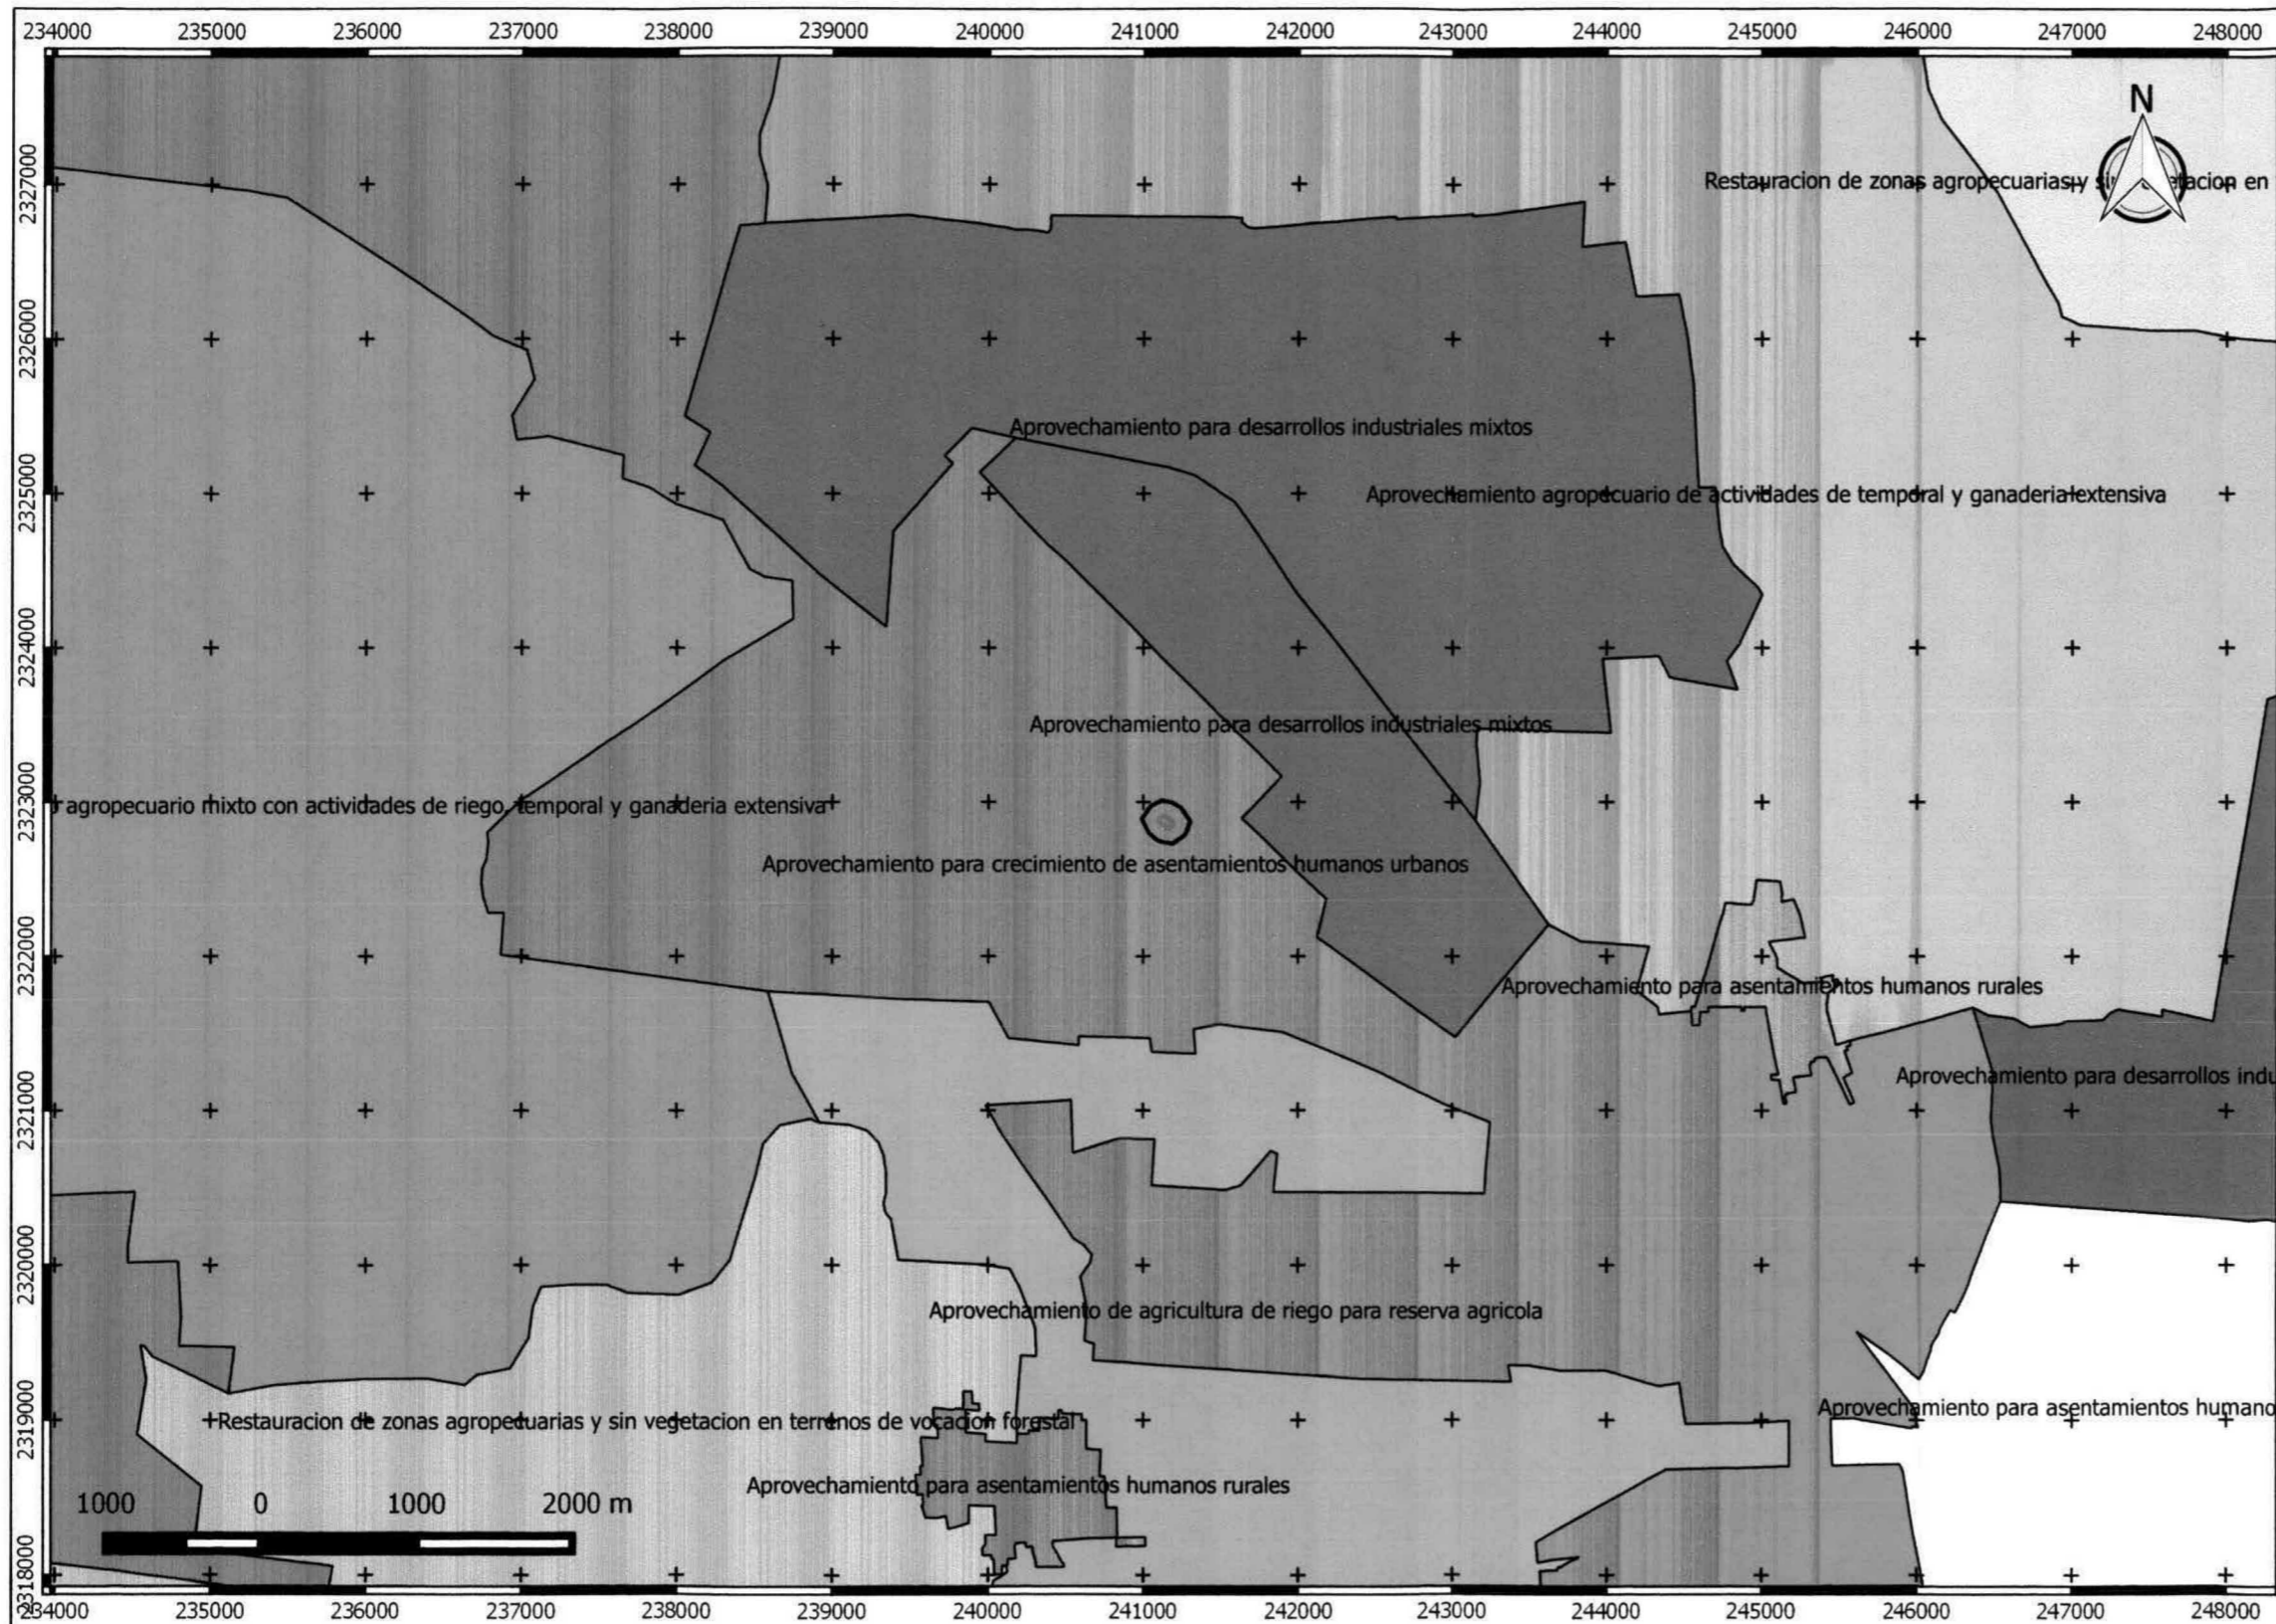 234000 235000 236000 237000 238000 239000 240000 241000 242000 243000 244000 245000 246000 247000 248000
N
2327000
Restauracion de zonas agropecuarias y sin vegetacion en
2326000
Aprovechamiento para desarrollos industriales mixtos
2325000
Aprovechamiento agropecuario de actividades de temporal y ganaderia extensiva
2324000
Aprovechamiento para desarrollos industriales mixtos
2323000
agropecuario mixto con actividades de riego, temporal y ganaderia extensiva
Aprovechamiento para crecimiento de asentamientos humanos urbanos
2322000
Aprovechamiento para asentamientos humanos rurales
Aprovechamiento para desarrollos indu
2321000
2320000
Aprovechamiento de agricultura de riego para reserva agricola
Aprovechamiento para asentamientos humano
2319000
Restauracion de zonas agropecuarias y sin vegetacion en terrenos de vocacion forestal
Aprovechamiento para asentamientos humanos rurales
1000 0 1000 2000 m
2318000
234000 235000 236000 237000 238000 239000 240000 241000 242000 243000 244000 245000 246000 247000 248000